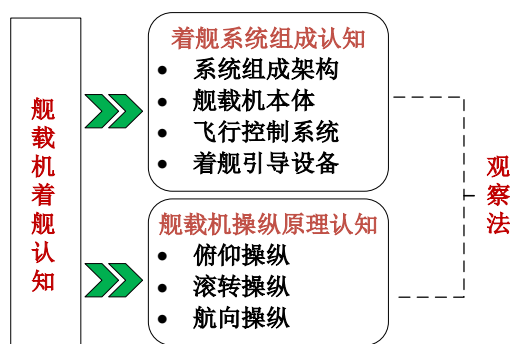 舰载机着舰认知
着舰系统组成认知
• 系统组成架构
• 舰载机本体
• 飞行控制系统
• 着舰引导设备
舰载机操纵原理认知
• 俯仰操纵
• 滚转操纵
• 航向操纵
观察法